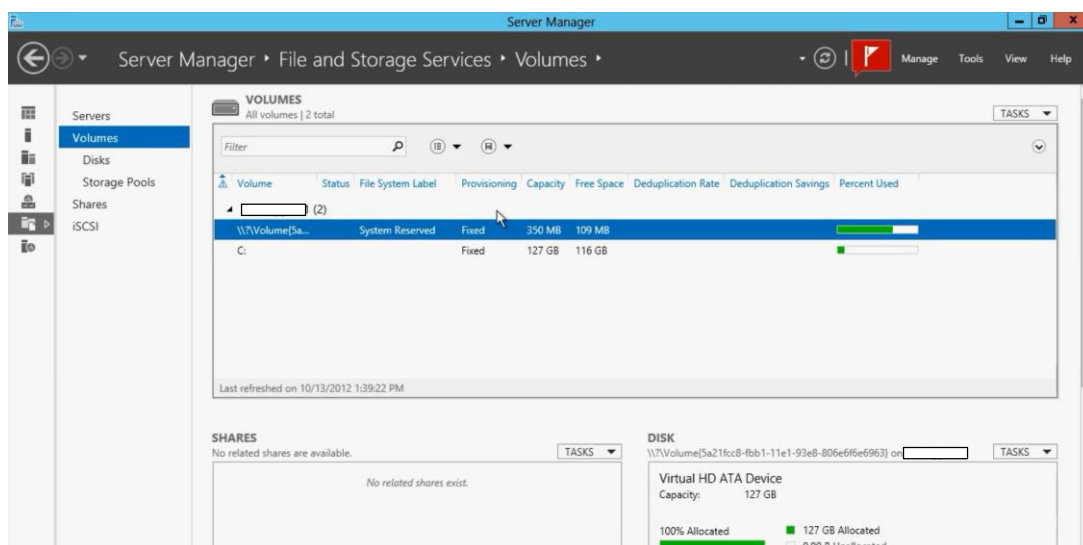 Server Manager
Server Manager • File and Storage Services • Volumes •
Manage Tools View Help
Servers
Volumes
Disks
Storage Pools
Shares
iSCSI
VOLUMES
All volumes | 2 total
TASKS
Filter
Volume Status File System Label Provisioning Capacity Free Space Deduplication Rate Deduplication Savings Percent Used
(2)
\\?\Volume{5a... System Reserved Fixed 350 MB 109 MB
C: Fixed 127 GB 116 GB
Last refreshed on 10/13/2012 1:39:22 PM
SHARES
No related shares are available.
TASKS
No related shares exist.
DISK
\\?\Volume{5a21fcc8-fbb1-11e1-93e8-806e6f6e6963} on
TASKS
Virtual HD ATA Device
Capacity: 127 GB
100% Allocated
127 GB Allocated